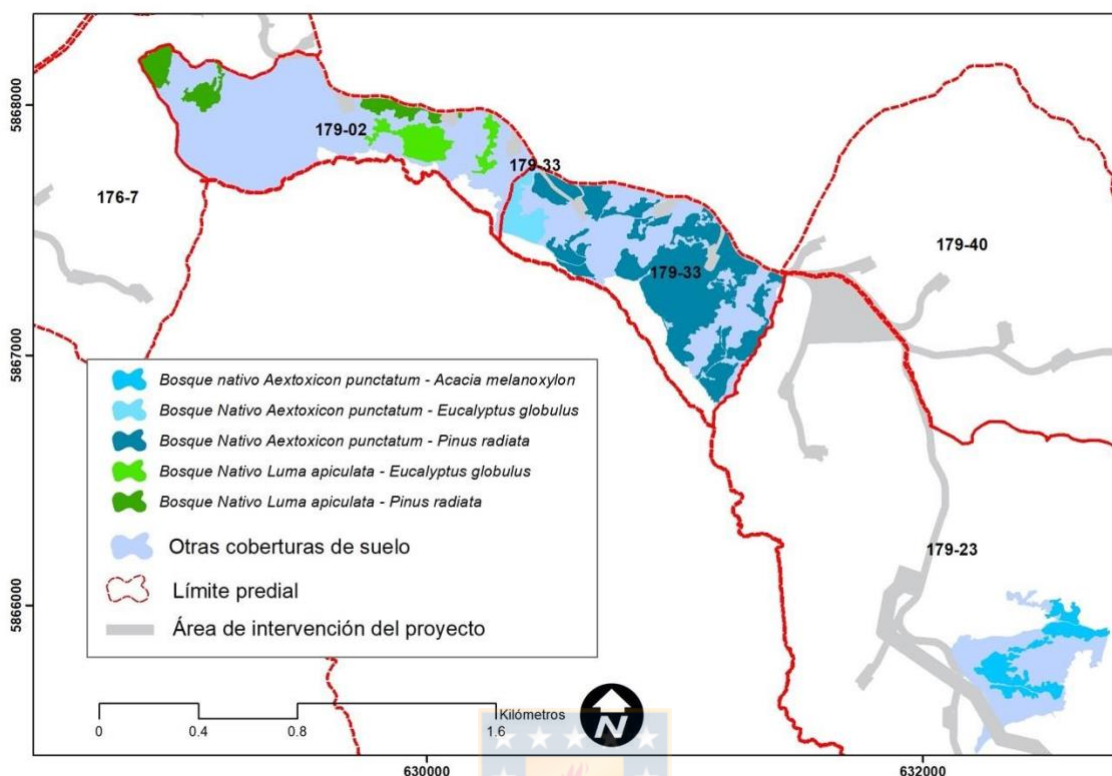 5868000
179-02
179-33
176-7
179-40
179-33
5867000
Bosque nativo Aextoxicon punctatum - Acacia melanoxylon
Bosque Nativo Aextoxicon punctatum - Eucalyptus globulus
Bosque Nativo Aextoxicon punctatum - Pinus radiata
Bosque Nativo Luma apiculata - Eucalyptus globulus
Bosque Nativo Luma apiculata - Pinus radiata
Otras coberturas de suelo
Límite predial
Área de intervención del proyecto
179-23
5866000
Kilómetros
0 0.4 0.8 1.6
N
630000 632000